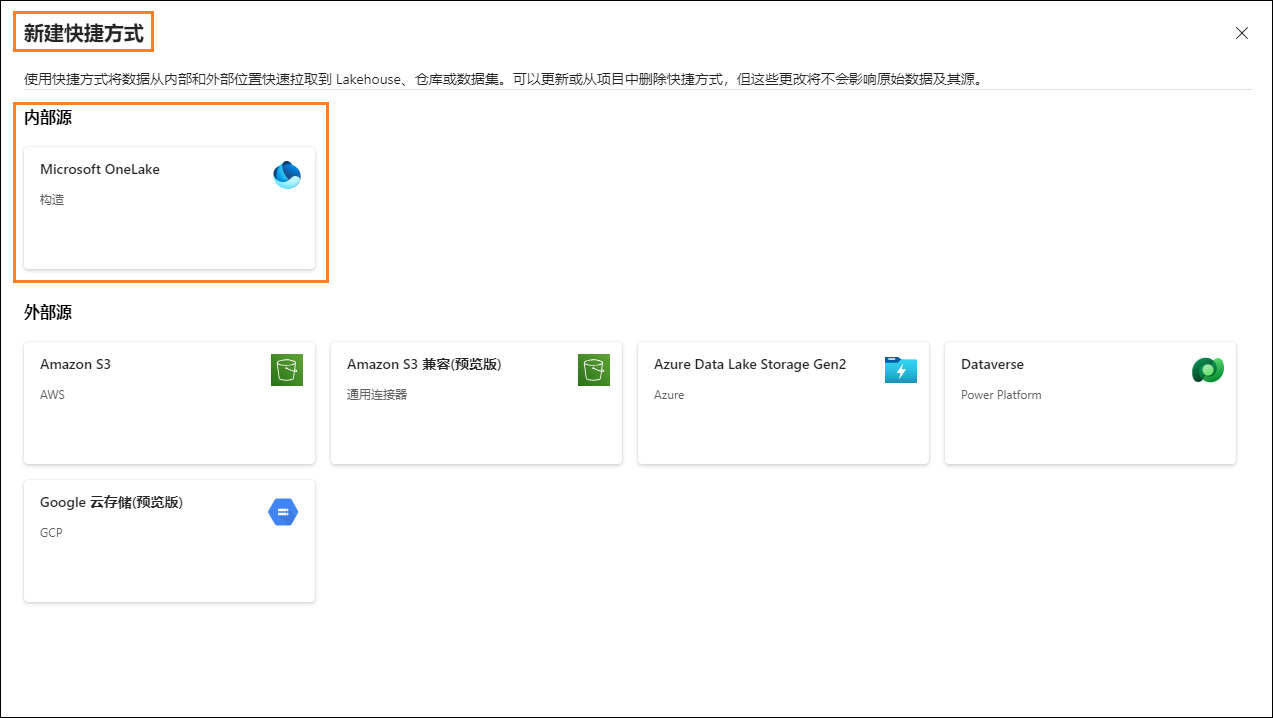 新建快捷方式
使用快捷方式将数据从内部和外部位置快速拉取到 Lakehouse、仓库或数据集。可以更新或从项目中删除快捷方式，但这些更改将不会影响原始数据及其源。
内部源
Microsoft OneLake
构造
外部源
Amazon S3
AWS
Amazon S3 兼容(预览版)
通用连接器
Azure Data Lake Storage Gen2
Azure
Dataverse
Power Platform
Google 云存储(预览版)
GCP